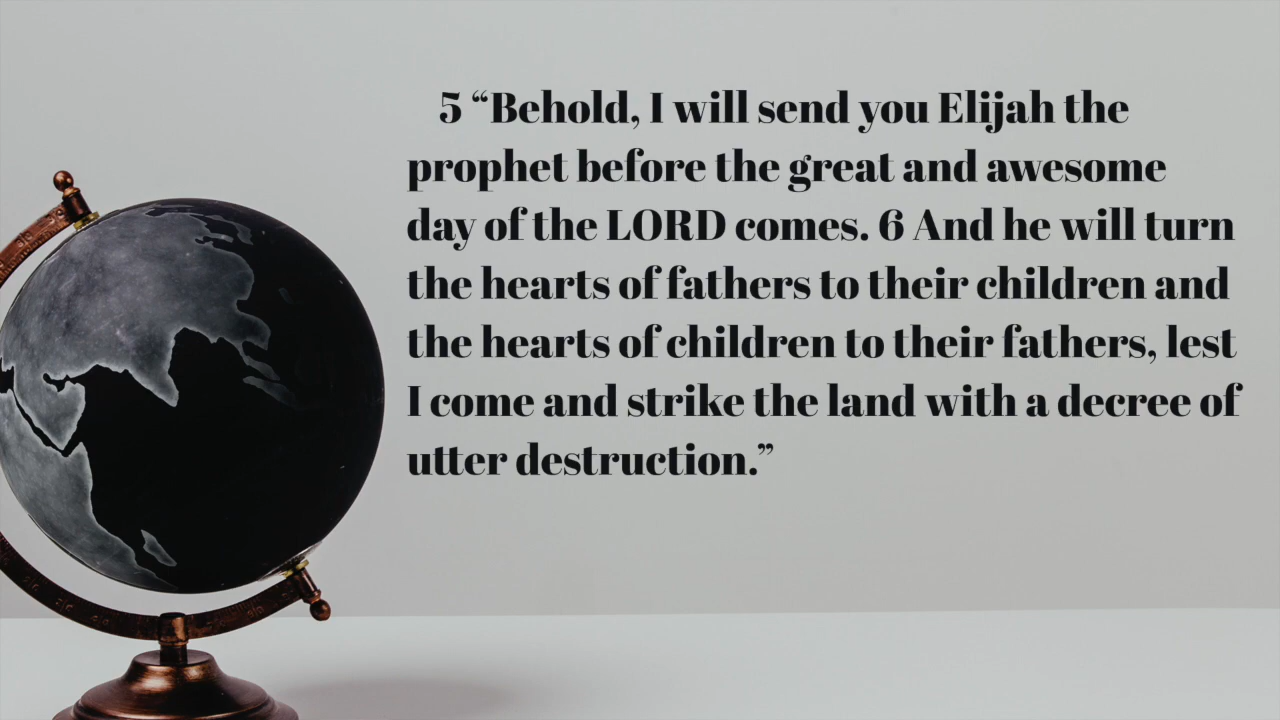 5 “Behold, I will send you Elijah the
prophet before the great and awesome
day of the LORD comes. 6 And he will turn
the hearts of fathers to their children and
the hearts of children to their fathers, lest
I come and strike the land with a decree of
utter destruction.”